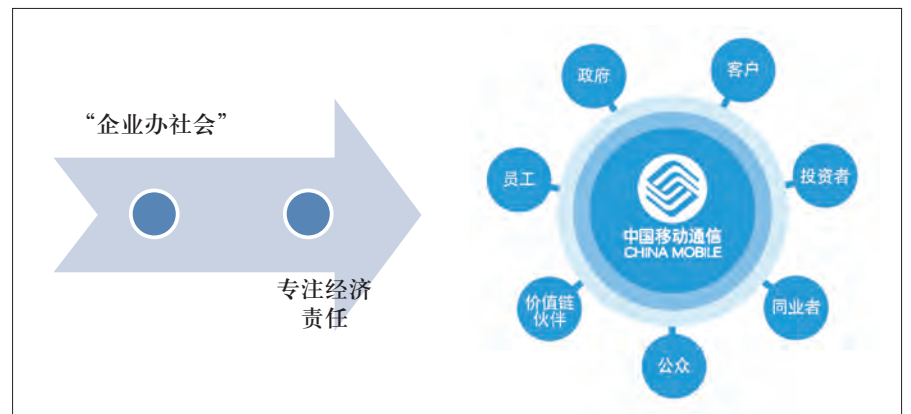 “企业办社会”
专注经济
责任
政府
客户
员工
投资者
中国移动通信
CHINA MOBILE
价值链
伙伴
同业者
公众